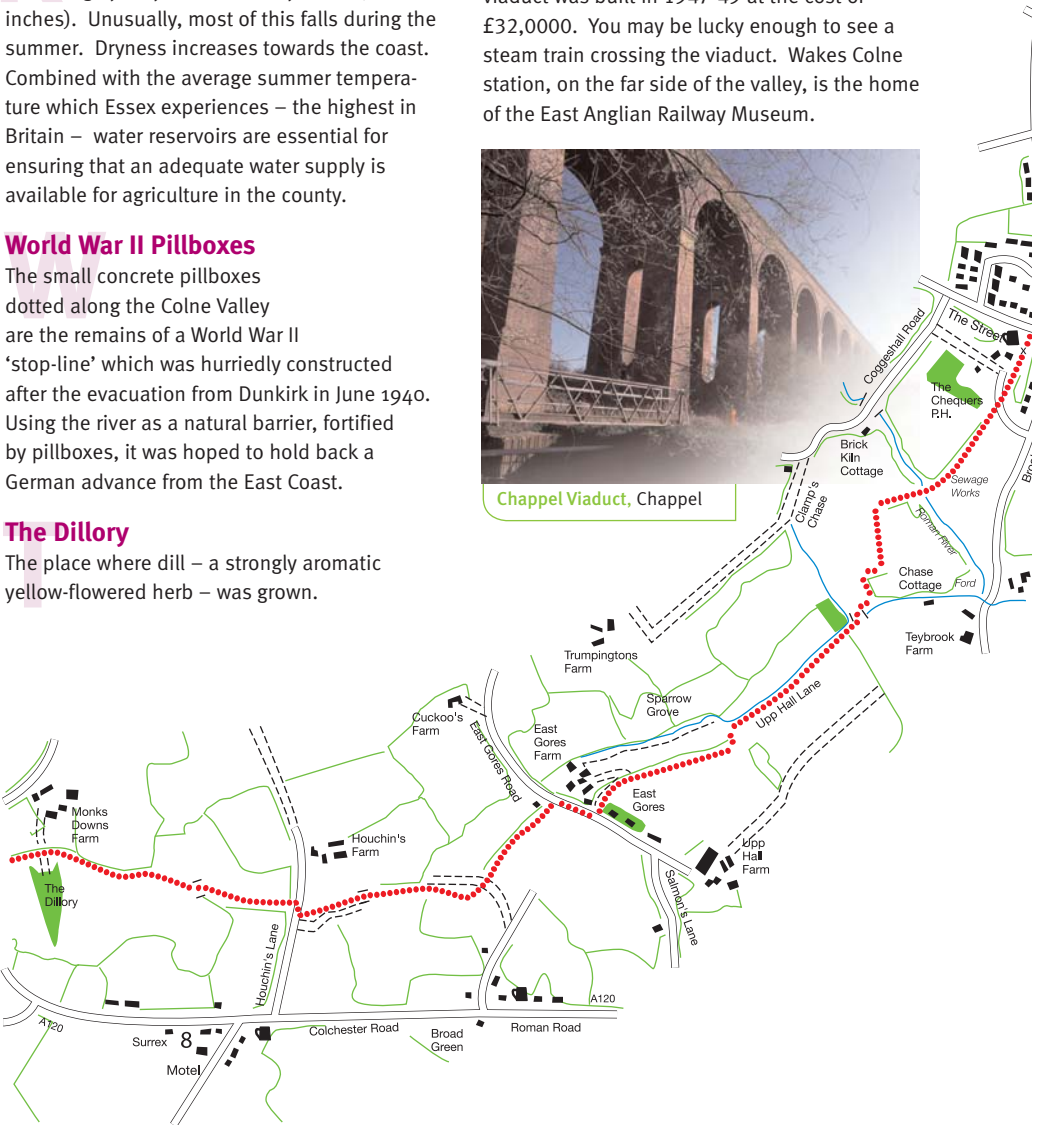 inches).  Unusually, most of this falls during the
summer.  Dryness increases towards the coast.
Combined with the average summer tempera-
ture which Essex experiences – the highest in
Britain –  water reservoirs are essential for
ensuring that an adequate water supply is
available for agriculture in the county.
World War II Pillboxes
The small concrete pillboxes
dotted along the Colne Valley
are the remains of a World War II
‘stop-line’ which was hurriedly constructed
after the evacuation from Dunkirk in June 1940.
Using the river as a natural barrier, fortified
by pillboxes, it was hoped to hold back a
German advance from the East Coast.
The Dillory
The place where dill – a strongly aromatic
yellow-flowered herb – was grown.
viaduct was built in 1947-49 at the cost of
£32,0000.  You may be lucky enough to see a
steam train crossing the viaduct.  Wakes Colne
station, on the far side of the valley, is the home
of the East Anglian Railway Museum.
Chappel Viaduct, Chappel
Coggeshall Road
The Street
x
The
Chequers
P.H.
Brick
Kiln
Cottage
Sewage
Works
Clamp's
Chase
Roman River
Chase
Cottage
Ford
Teybrook
Farm
Trumpingtons
Farm
Sparrow
Grove
Upp Hall Lane
Cuckoo's
Farm
East Gores Road
East
Gores
Farm
East
Gores
Upp
Hall
Farm
Salmon's Lane
Monks
Downs
Farm
Houchin's
Farm
The
Dillory
Houchin's Lane
A120
A120
Surrex
8
Motel
Colchester Road
Broad
Green
Roman Road